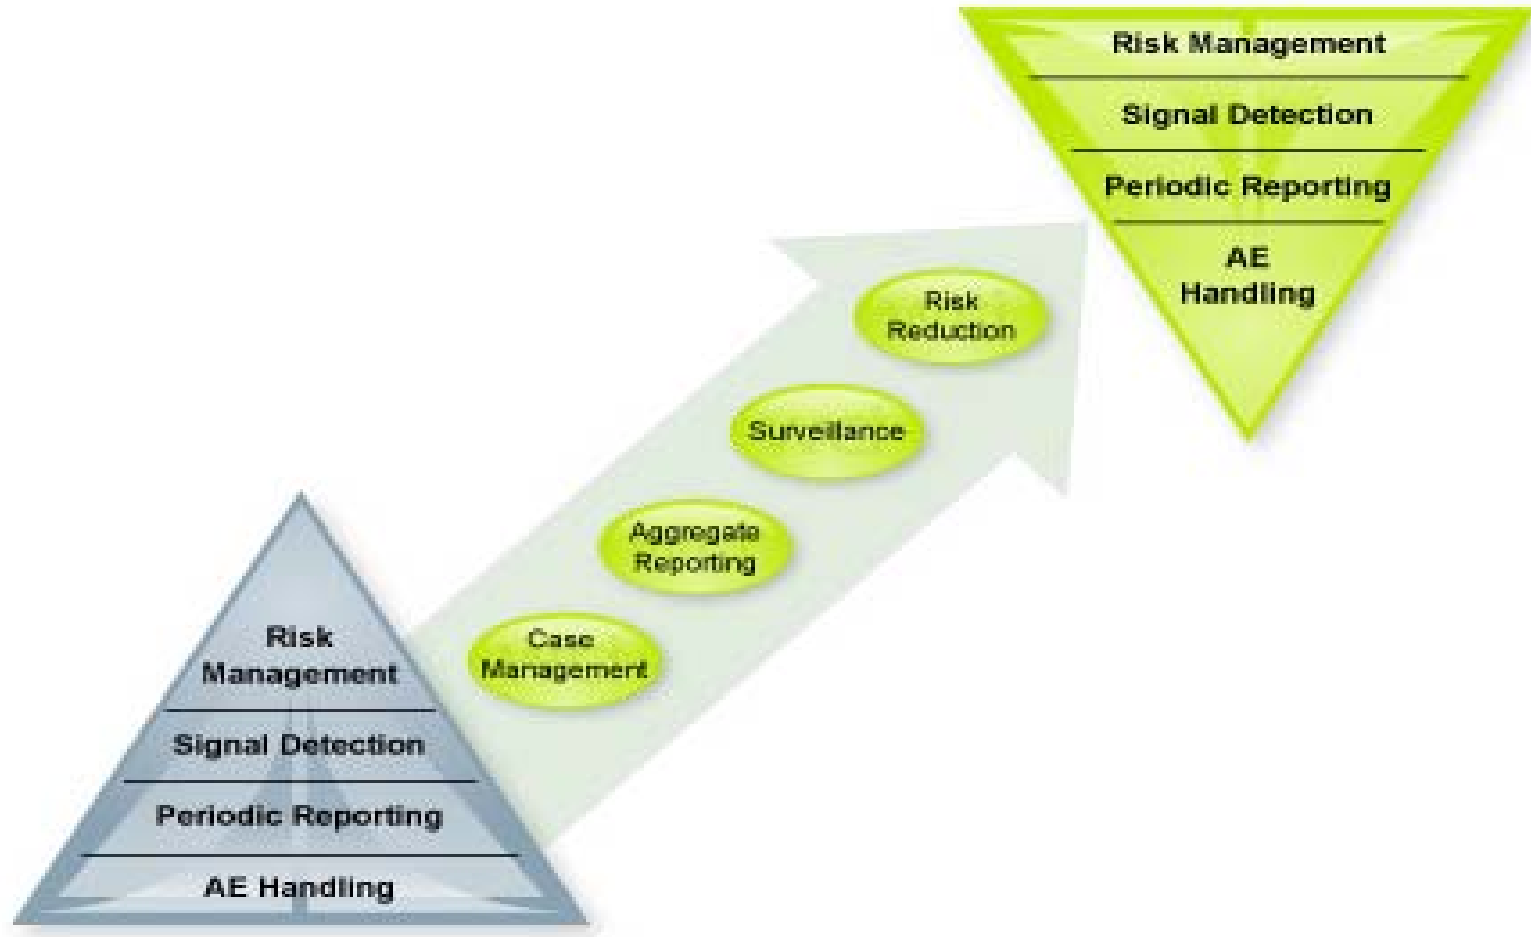 Risk Management
Signal Detection
Periodic Reporting
AE
Handling
Risk
Reduction
Surveillance
Aggregate
Reporting
Case
Management
Risk
Management
Signal Detection
Periodic Reporting
AE Handling